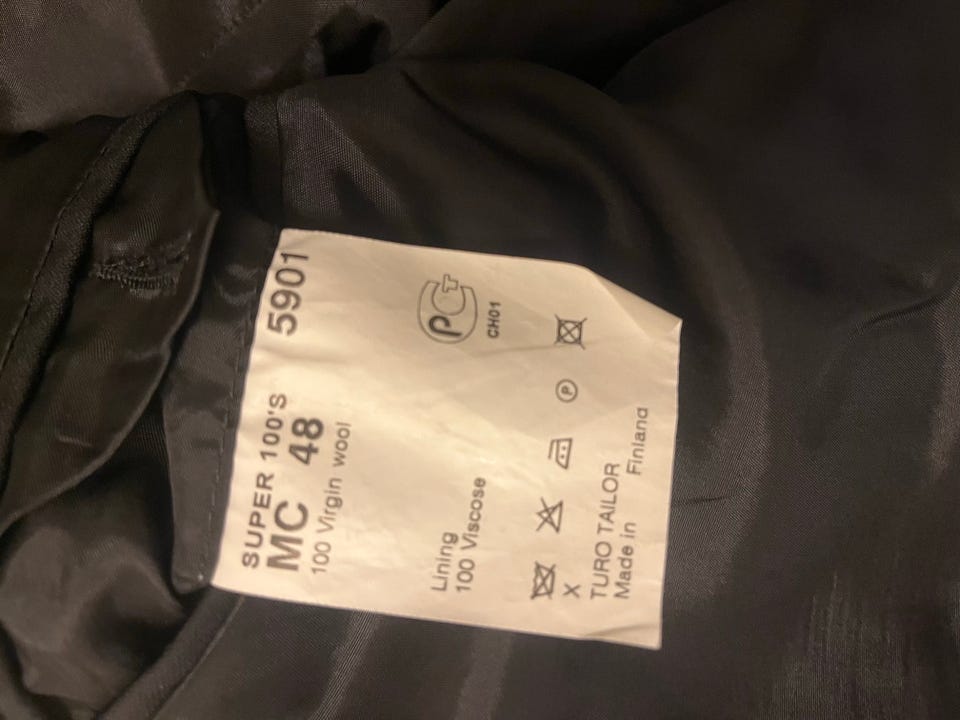 SUPER 100'S 5901
MC 48
100 Virgin wool
PCT
CH01
Lining
100 Viscose
P
X
TURO TAILOR
Made in Finland